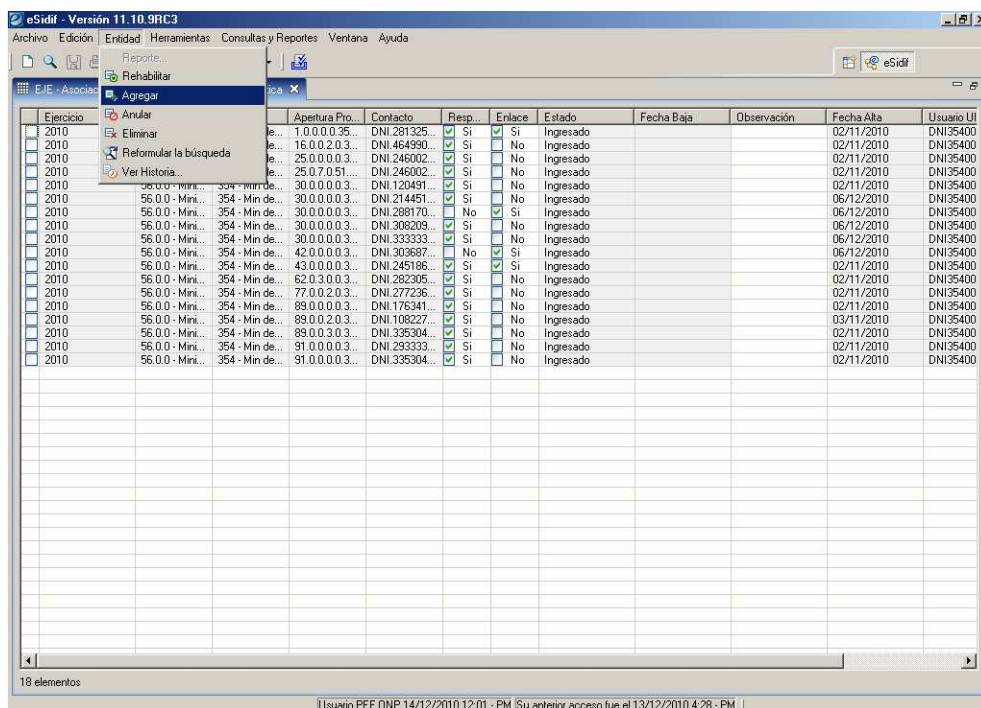 eSidif - Versión 11.10.9RC3
Archivo Edición Entidad Herramientas Consultas y Reportes Ventana Ayuda
eSidif
EJE - Asociac tica
Reporte...
Rehabilitar
Agregar
Anular
Eliminar
Reformular la búsqueda
Ver Historia...
Ejercicio Apertura Pro... Contacto Resp... Enlace Estado Fecha Baja Observación Fecha Alta Usuario Ul
2010 1.0.0.0.0.35... DNI.281325... Si Si Ingresado 02/11/2010 DNI35400
2010 16.0.0.2.0.3... DNI.464990... Si No Ingresado 02/11/2010 DNI35400
2010 25.0.0.0.0.3... DNI.246002... Si No Ingresado 02/11/2010 DNI35400
2010 25.0.7.0.51.... DNI.246002... Si No Ingresado 02/11/2010 DNI35400
2010 56.0.0 - Mini... 354 - Min de... 30.0.0.0.0.3... DNI.120491... Si No Ingresado 02/11/2010 DNI35400
2010 56.0.0 - Mini... 354 - Min de... 30.0.0.0.0.3... DNI.214451... Si No Ingresado 06/12/2010 DNI35400
2010 56.0.0 - Mini... 354 - Min de... 30.0.0.0.0.3... DNI.288170... No Si Ingresado 06/12/2010 DNI35400
2010 56.0.0 - Mini... 354 - Min de... 30.0.0.0.0.3... DNI.308209... Si No Ingresado 06/12/2010 DNI35400
2010 56.0.0 - Mini... 354 - Min de... 30.0.0.0.0.3... DNI.333333... Si No Ingresado 06/12/2010 DNI35400
2010 56.0.0 - Mini... 354 - Min de... 42.0.0.0.0.3... DNI.303687... No Si Ingresado 06/12/2010 DNI35400
2010 56.0.0 - Mini... 354 - Min de... 43.0.0.0.0.3... DNI.245186... Si Si Ingresado 02/11/2010 DNI35400
2010 56.0.0 - Mini... 354 - Min de... 62.0.3.0.0.3... DNI.282305... Si No Ingresado 02/11/2010 DNI35400
2010 56.0.0 - Mini... 354 - Min de... 77.0.0.2.0.3... DNI.277236... Si No Ingresado 02/11/2010 DNI35400
2010 56.0.0 - Mini... 354 - Min de... 89.0.0.0.0.3... DNI.176341... Si No Ingresado 02/11/2010 DNI35400
2010 56.0.0 - Mini... 354 - Min de... 89.0.0.2.0.3... DNI.108227... Si No Ingresado 03/11/2010 DNI35400
2010 56.0.0 - Mini... 354 - Min de... 89.0.0.3.0.3... DNI.335304... Si No Ingresado 02/11/2010 DNI35400
2010 56.0.0 - Mini... 354 - Min de... 91.0.0.0.0.3... DNI.293333... Si No Ingresado 02/11/2010 DNI35400
2010 56.0.0 - Mini... 354 - Min de... 91.0.0.0.0.3... DNI.335304... Si No Ingresado 02/11/2010 DNI35400
18 elementos
Usuario PEF ONP 14/12/2010 12:01 - PM Su anterior acceso fue el 13/12/2010 4:28 - PM